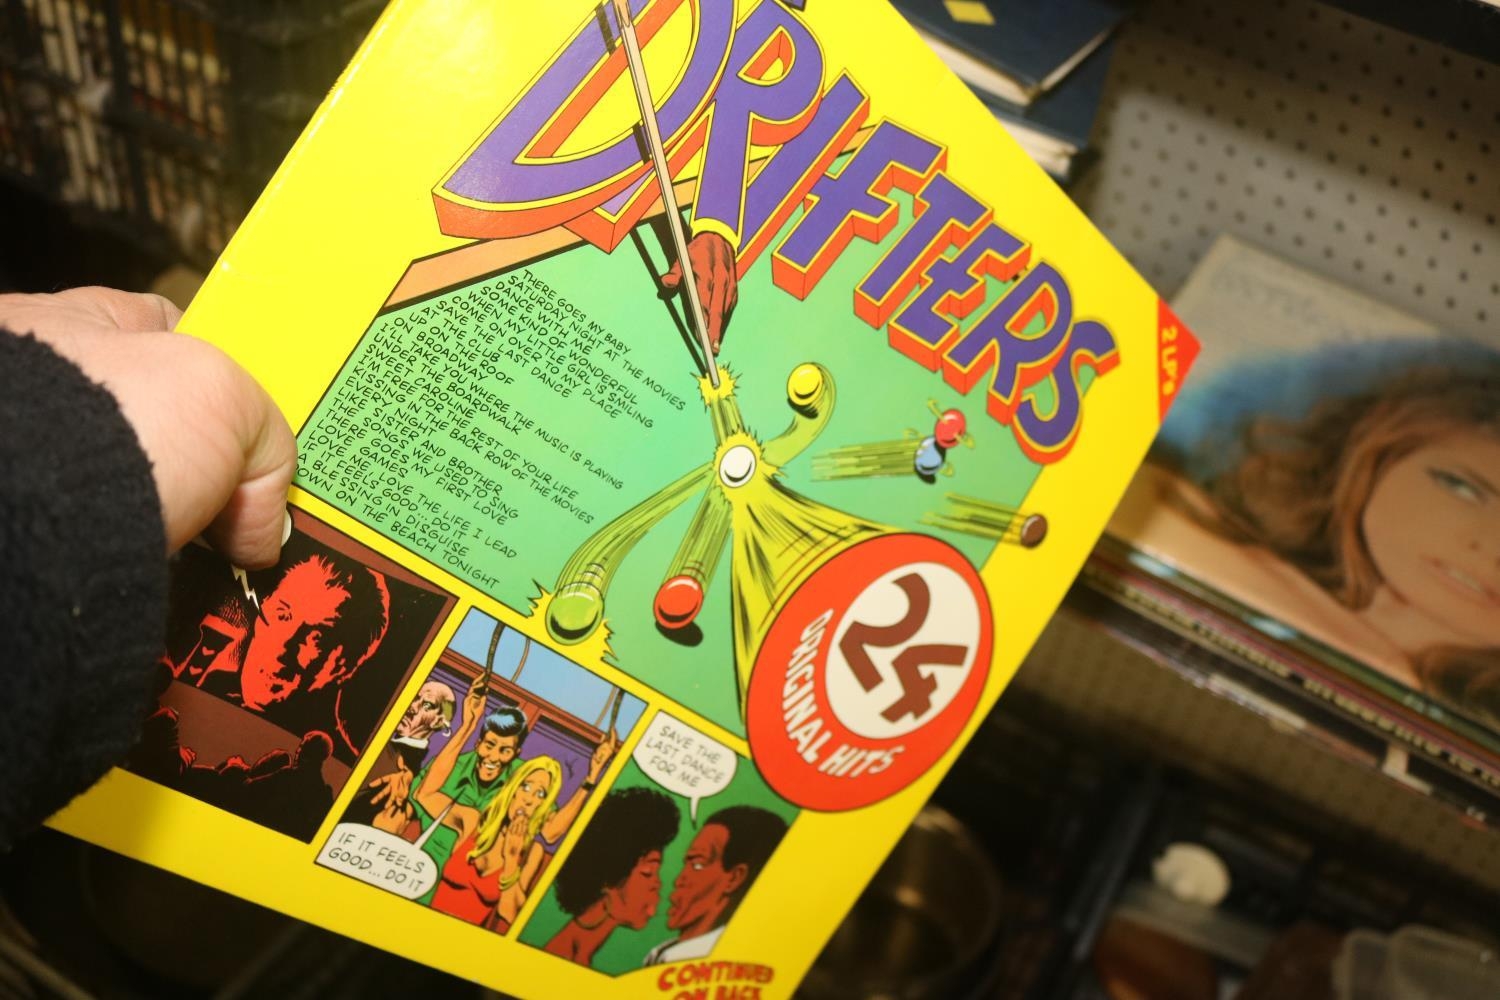 DRIFTERS
2 LP's
THERE GOES MY BABY
SATURDAY NIGHT AT THE MOVIES
DANCE WITH ME
SOME KIND OF WONDERFUL
WHEN MY LITTLE GIRL IS SMILING
COME ON OVER TO MY PLACE
SAVE THE LAST DANCE
AT THE CLUB
UP ON THE ROOF
ON BROADWAY
I'LL TAKE YOU WHERE THE MUSIC IS PLAYING
UNDER THE BOARDWALK
SWEET CAROLINE
I'M FREE FOR THE REST OF YOUR LIFE
KISSIN' IN THE BACK ROW OF THE MOVIES
EVERY NIGHT
LIKE SISTER AND BROTHER
THE SONGS WE USED TO SING
THERE GOES MY FIRST LOVE
LOVE GAMES
LOVE ME, LOVE THE LIFE I LEAD
IF IT FEELS GOOD... DO IT
A BLESSING IN DISGUISE
DOWN ON THE BEACH TONIGHT
24
ORIGINAL HITS
IF IT FEELS
GOOD... DO IT
SAVE THE
LAST DANCE
FOR ME
CONTINUED
ON BACK